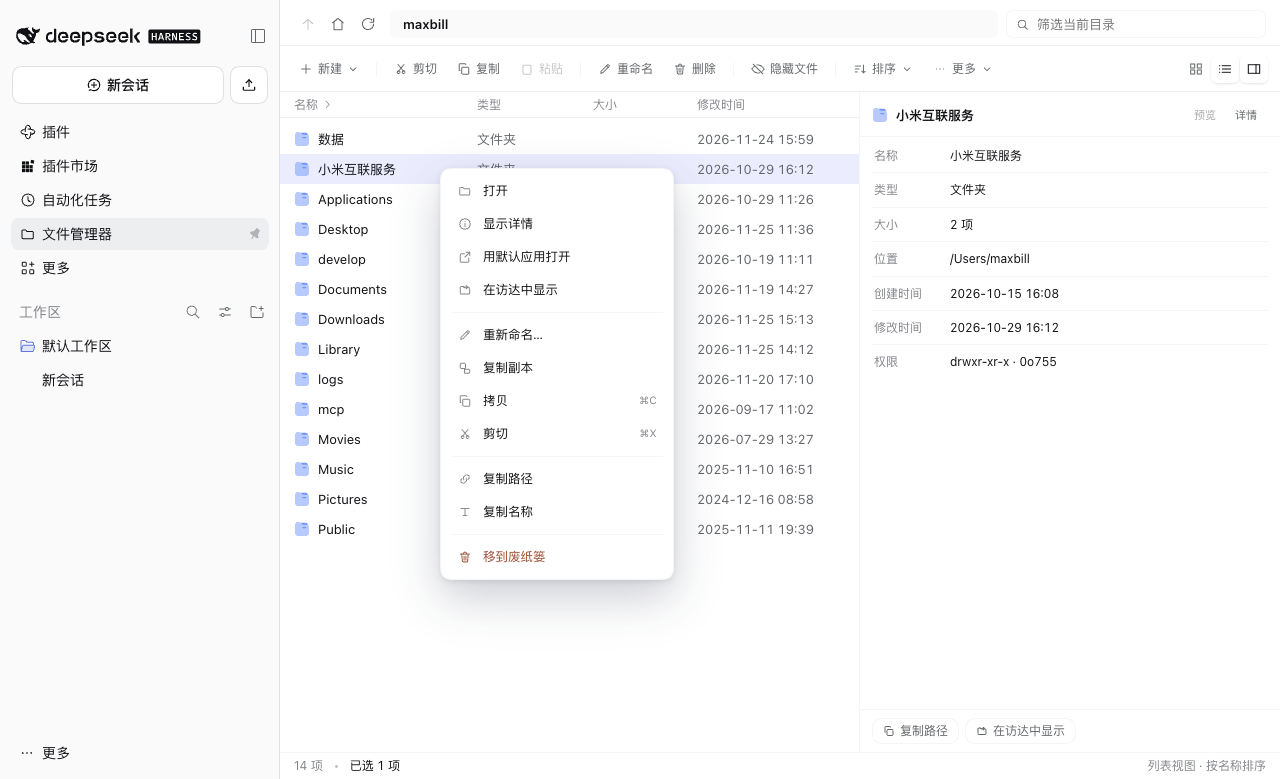 deepseek HARNESS
新会话
插件
插件市场
自动化任务
文件管理器
更多
工作区
默认工作区
新会话
更多
maxbill
筛选当前目录
新建 剪切 复制 粘贴 重命名 删除 隐藏文件 排序 更多
名称 类型 大小 修改时间
数据 文件夹 2026-11-24 15:59
小米互联服务 文件夹 2026-10-29 16:12
Applications 2026-10-29 11:26
Desktop 2026-11-25 11:36
develop 2026-10-19 11:11
Documents 2026-11-19 14:27
Downloads 2026-11-25 15:13
Library 2026-11-25 14:12
logs 2026-11-20 17:10
mcp 2026-09-17 11:02
Movies 2026-07-29 13:27
Music 2025-11-10 16:51
Pictures 2024-12-16 08:58
Public 2025-11-11 19:39
打开
显示详情
用默认应用打开
在访达中显示
重新命名...
复制副本
拷贝 ⌘C
剪切 ⌘X
复制路径
复制名称
移到废纸篓
小米互联服务 预览 详情
名称 小米互联服务
类型 文件夹
大小 2 项
位置 /Users/maxbill
创建时间 2026-10-15 16:08
修改时间 2026-10-29 16:12
权限 drwxr-xr-x · 0o755
复制路径 在访达中显示
14 项 • 已选 1 项
列表视图 · 按名称排序